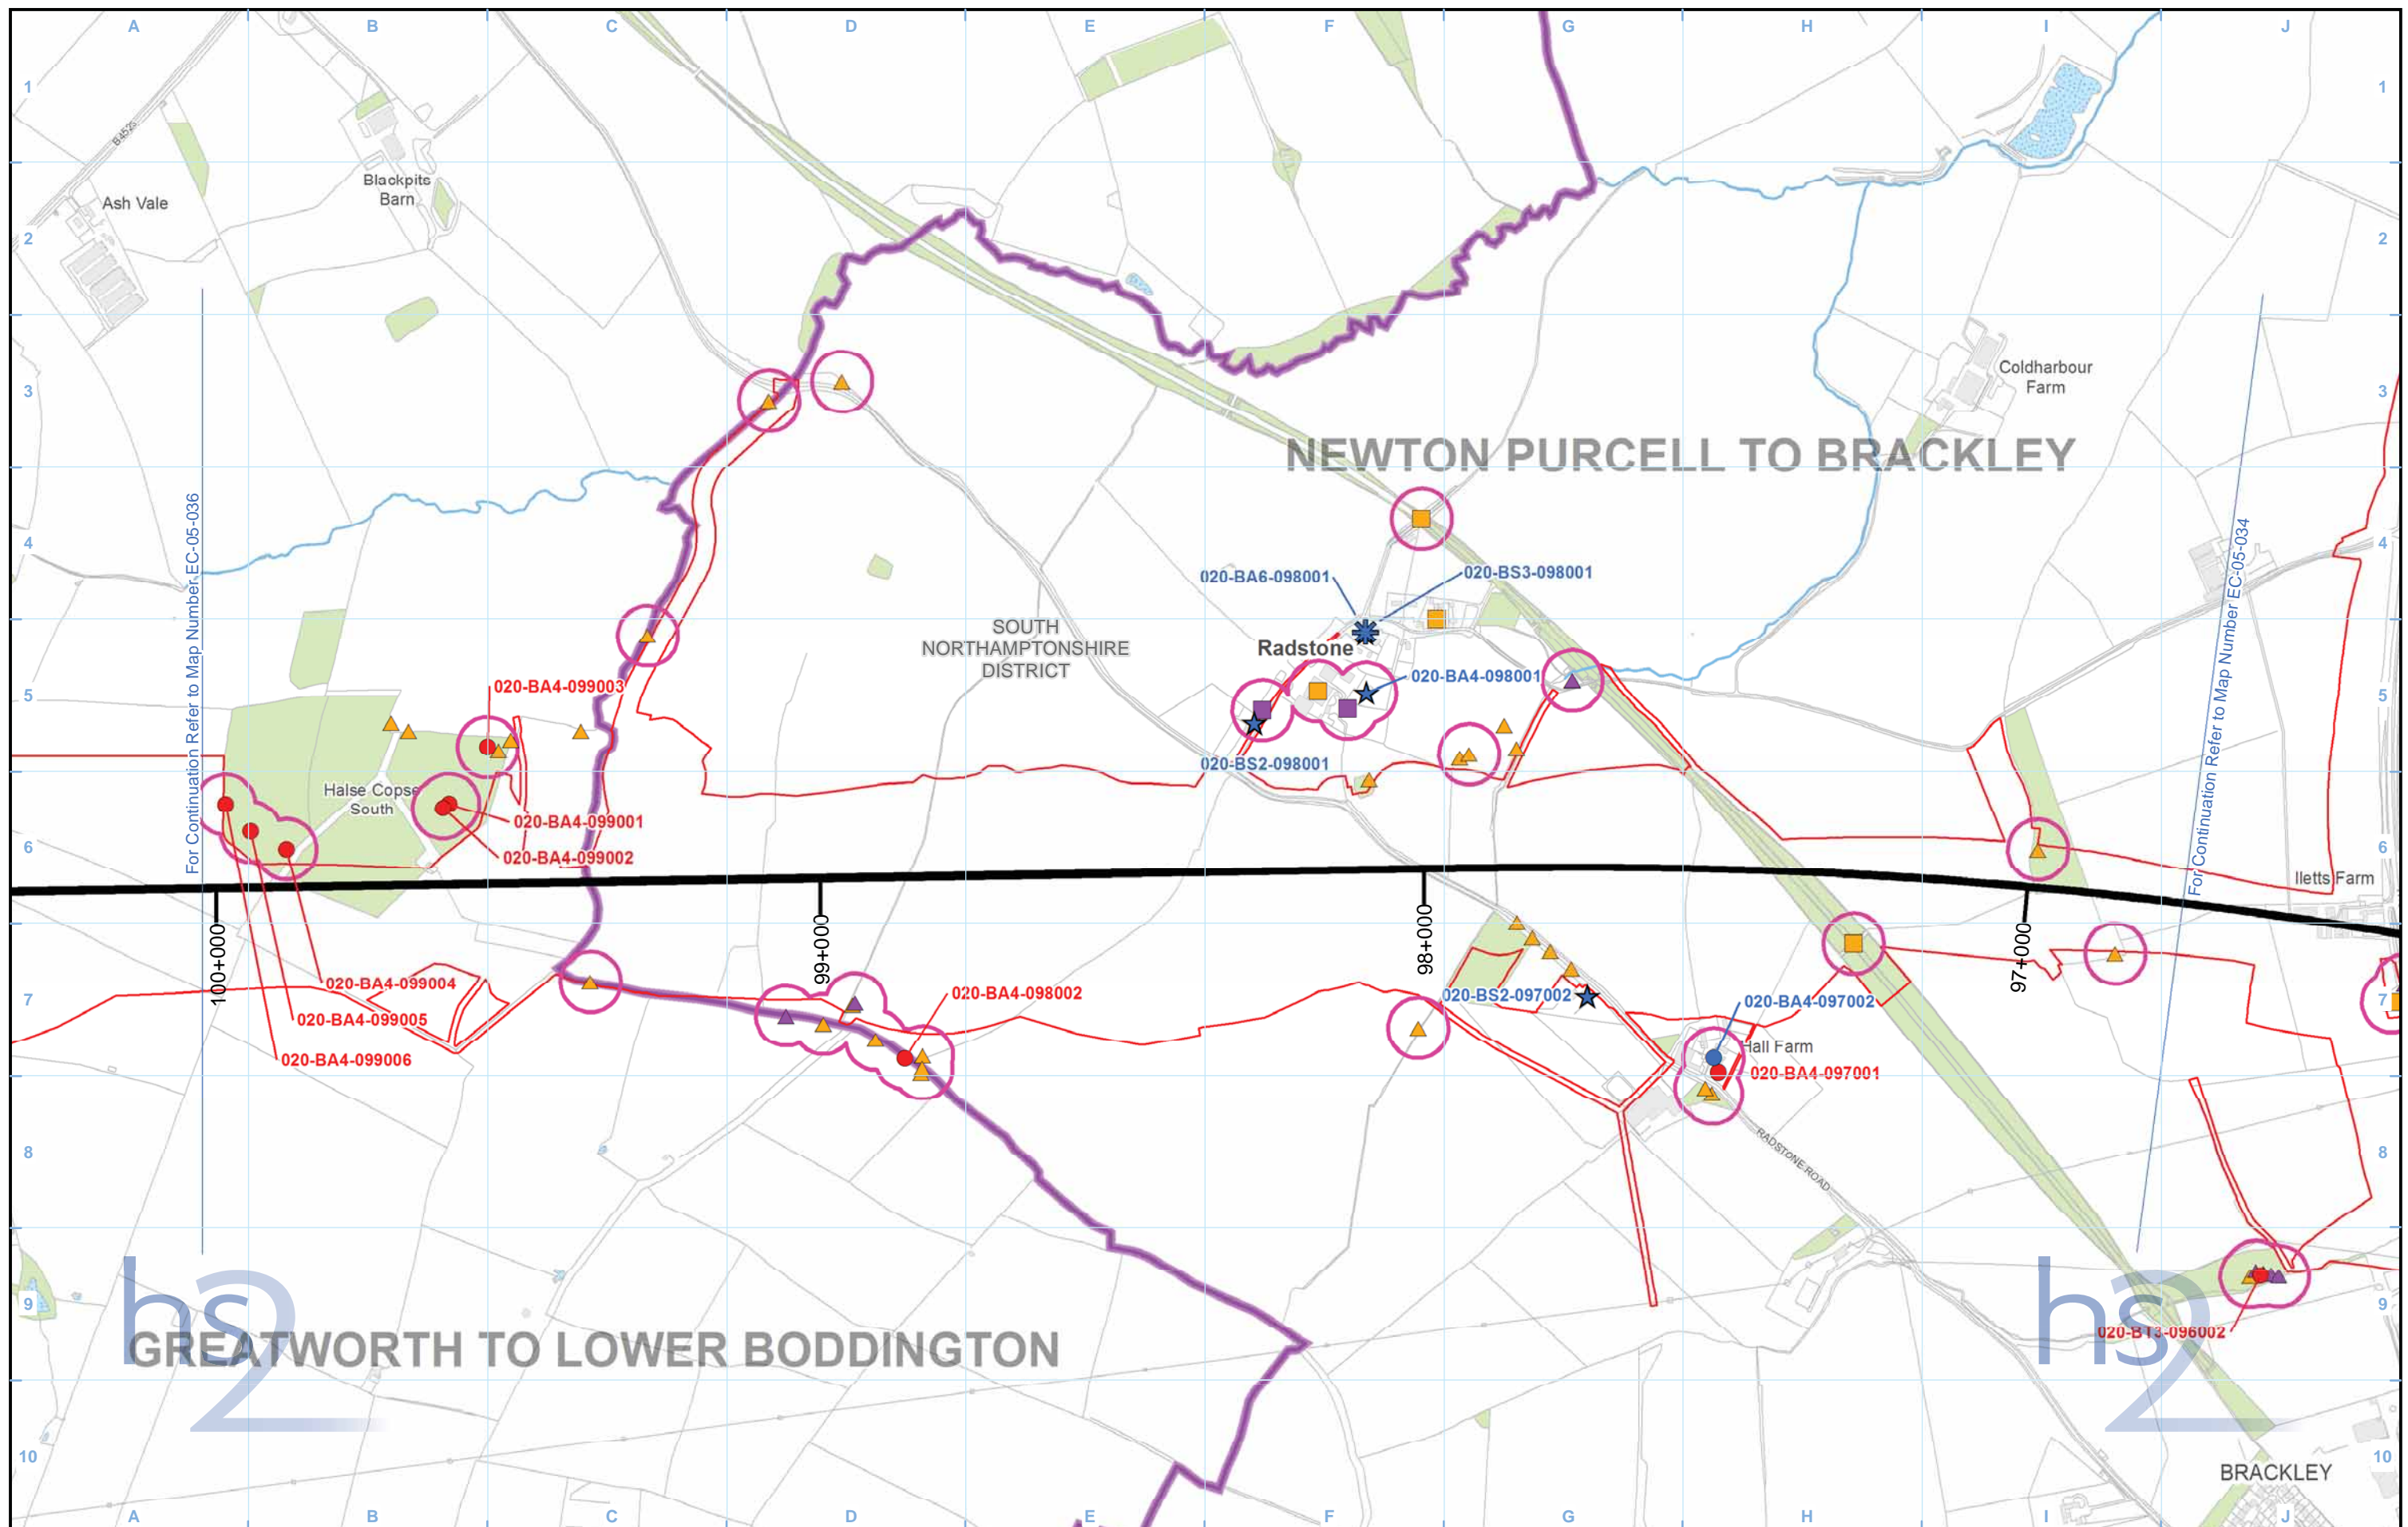 A B C D E F G H I J
1 1
B4525
Blackpits
Barn
Ash Vale
2 2
3 3
Coldharbour
Farm
NEWTON PURCELL TO BRACKLEY
For Continuation Refer to Map Number EC-05-036
For Continuation Refer to Map Number EC-05-034
4 4
020-BA6-098001
020-BS3-098001
SOUTH
NORTHAMPTONSHIRE
DISTRICT
Radstone
020-BA4-098001
020-BA4-099003
5 5
020-BS2-098001
Halse Copse
South
020-BA4-099001
020-BA4-099002
6 6
Iletts Farm
100+000
99+000
98+000
97+000
020-BA4-099004
020-BA4-098002
020-BS2-097002
020-BA4-097002
7 7
020-BA4-099005
020-BA4-099006
Hall Farm
020-BA4-097001
RADSTONE ROAD
8 8
9 9
hs2
hs2
020-BT3-096002
GREATWORTH TO LOWER BODDINGTON
10 10
BRACKLEY
A B C D E F G H I J